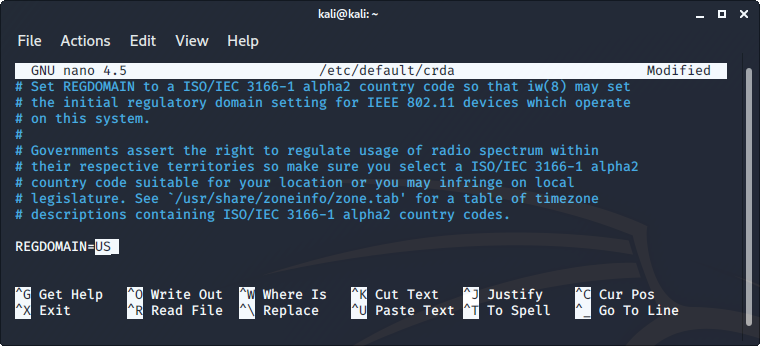 kali@kali: ~
File Actions Edit View Help
GNU nano 4.5 /etc/default/crda Modified
# Set REGDOMAIN to a ISO/IEC 3166-1 alpha2 country code so that iw(8) may set
# the initial regulatory domain setting for IEEE 802.11 devices which operate
# on this system.
#
# Governments assert the right to regulate usage of radio spectrum within
# their respective territories so make sure you select a ISO/IEC 3166-1 alpha2
# country code suitable for your location or you may infringe on local
# legislature. See `/usr/share/zoneinfo/zone.tab' for a table of timezone
# descriptions containing ISO/IEC 3166-1 alpha2 country codes.
REGDOMAIN=US
^G Get Help ^O Write Out ^W Where Is ^K Cut Text ^J Justify ^C Cur Pos
^X Exit ^R Read File ^\ Replace ^U Paste Text ^T To Spell ^_ Go To Line